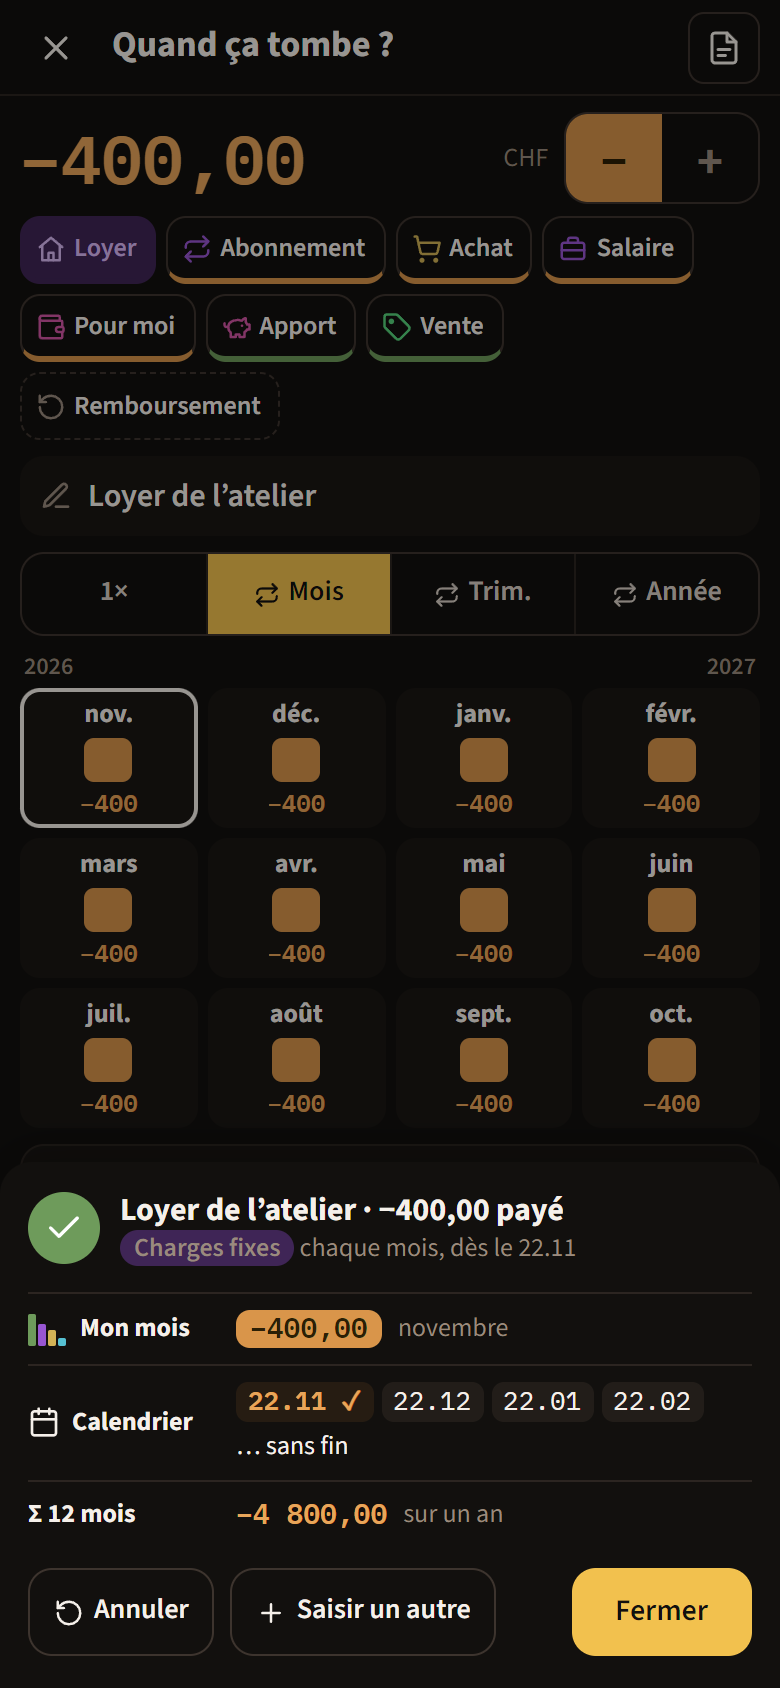 Quand ça tombe ?
−400,00 CHF − +
Loyer Abonnement Achat Salaire
Pour moi Apport Vente
Remboursement
Loyer de l’atelier
1× Mois Trim. Année
2026 2027
nov. déc. janv. févr.
−400 −400 −400 −400
mars avr. mai juin
−400 −400 −400 −400
juil. août sept. oct.
−400 −400 −400 −400
Loyer de l’atelier · −400,00 payé
Charges fixes chaque mois, dès le 22.11
Mon mois −400,00 novembre
Calendrier 22.11 ✓ 22.12 22.01 22.02
… sans fin
Σ 12 mois −4 800,00 sur un an
Annuler + Saisir un autre Fermer